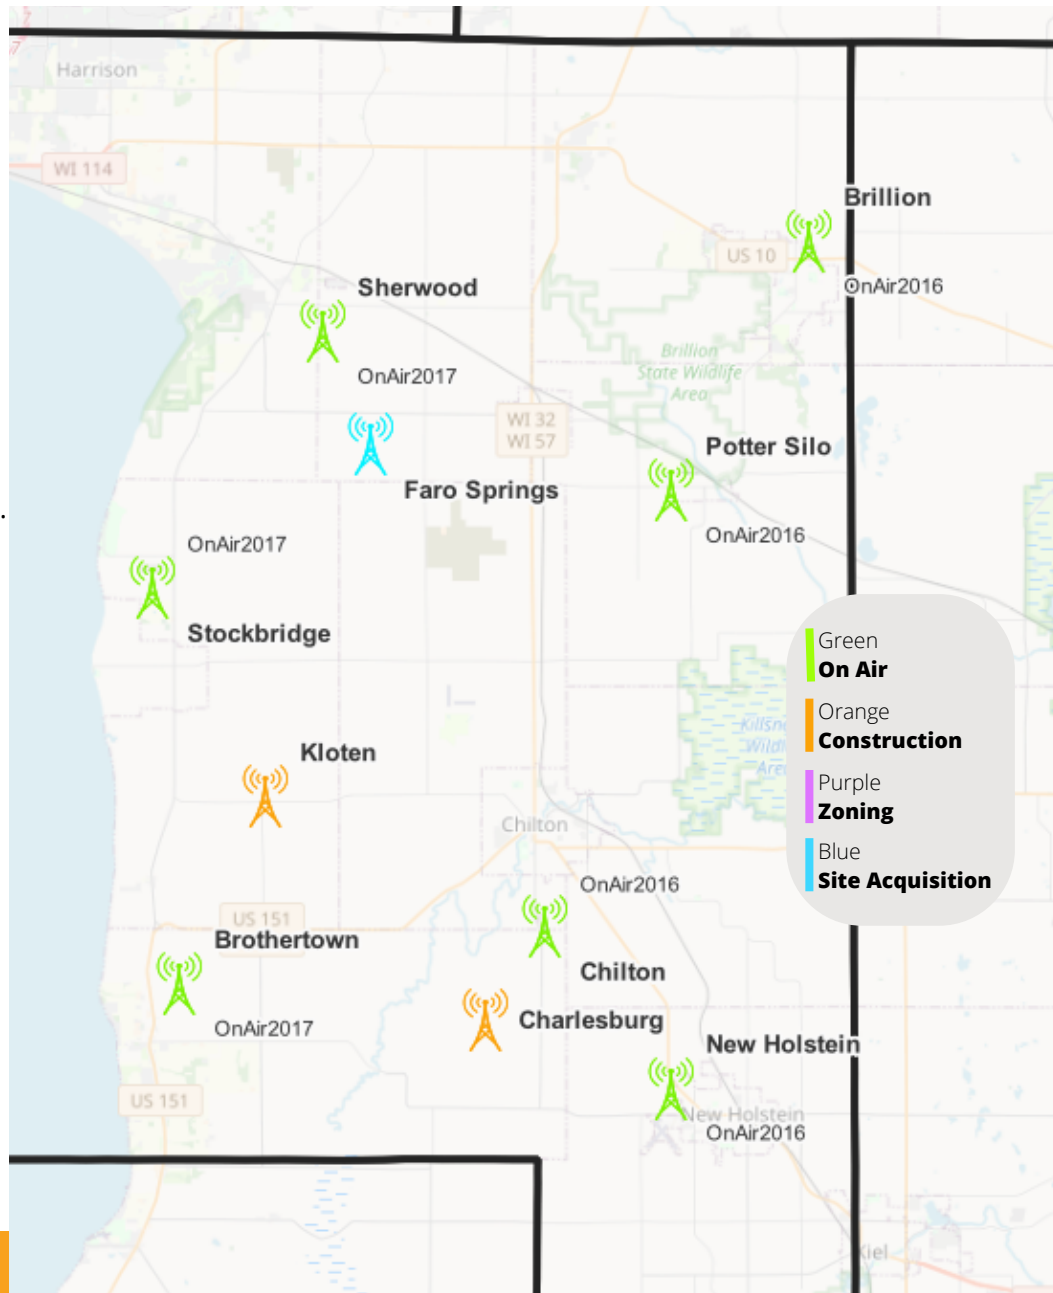 Harrison
WI 114
Brillion
US 10
OnAir2016
Sherwood
OnAir2017
Brillion
State Wildlife
Area
WI 32
WI 57
Potter Silo
Faro Springs
OnAir2016
OnAir2017
Stockbridge
Green
On Air
Orange
Construction
Purple
Zoning
Blue
Site Acquisition
Kloten
Chilton
OnAir2016
US 151
Brothertown
Chilton
Charlesburg
OnAir2017
New Holstein
US 151
New Holstein
OnAir2016
Kiel